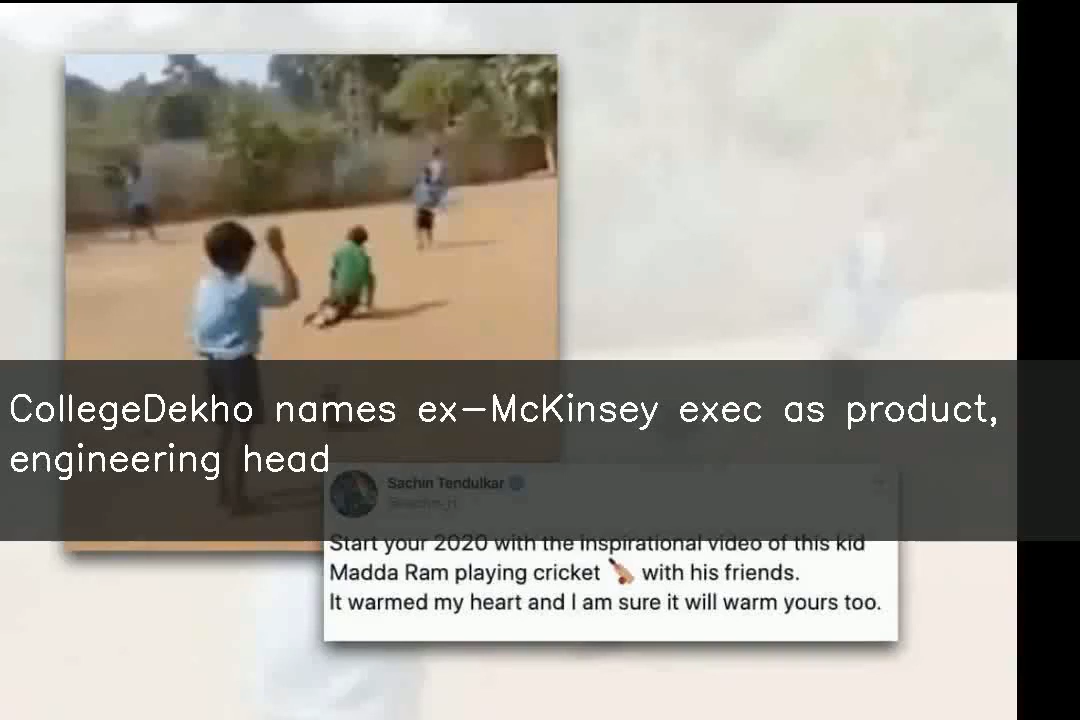 CollegeDekho names ex-McKinsey exec as product,
engineering head
Sachin Tendulkar
Start your 2020 with the inspirational video of this kid
Madda Ram playing cricket 🏏 with his friends.
It warmed my heart and I am sure it will warm yours too.